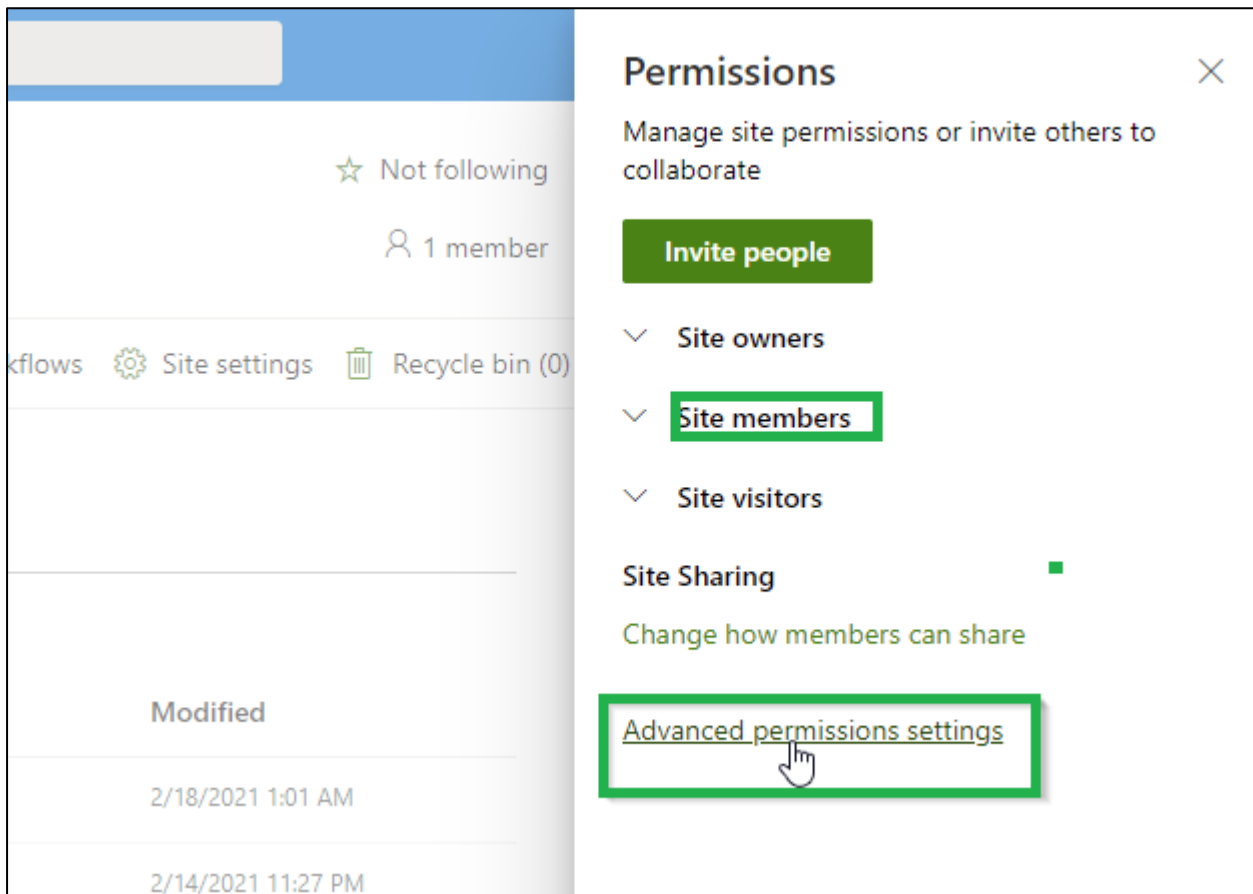 Not following
1 member
kflows Site settings Recycle bin (0)
Modified
2/18/2021 1:01 AM
2/14/2021 11:27 PM
Permissions
Manage site permissions or invite others to
collaborate
Invite people
Site owners
Site members
Site visitors
Site Sharing
Change how members can share
Advanced permissions settings